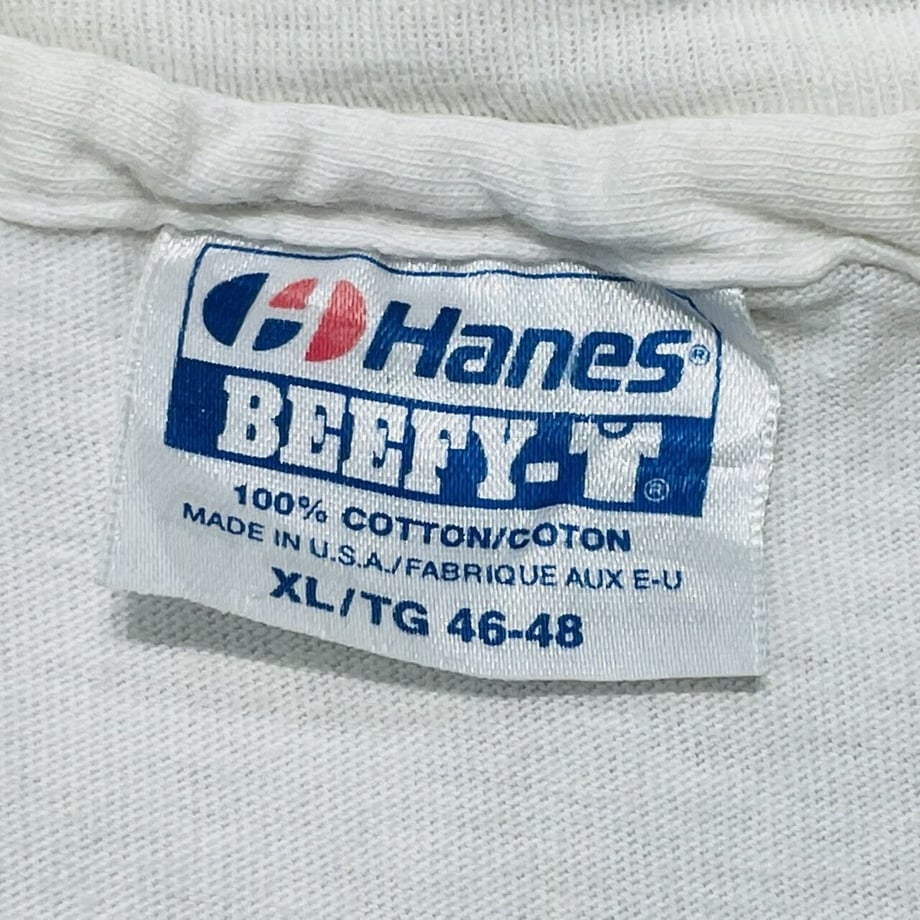 Hanes®
BEEFY-T®
100% COTTON/COTON
MADE IN U.S.A./FABRIQUE AUX E-U
XL/TG 46-48